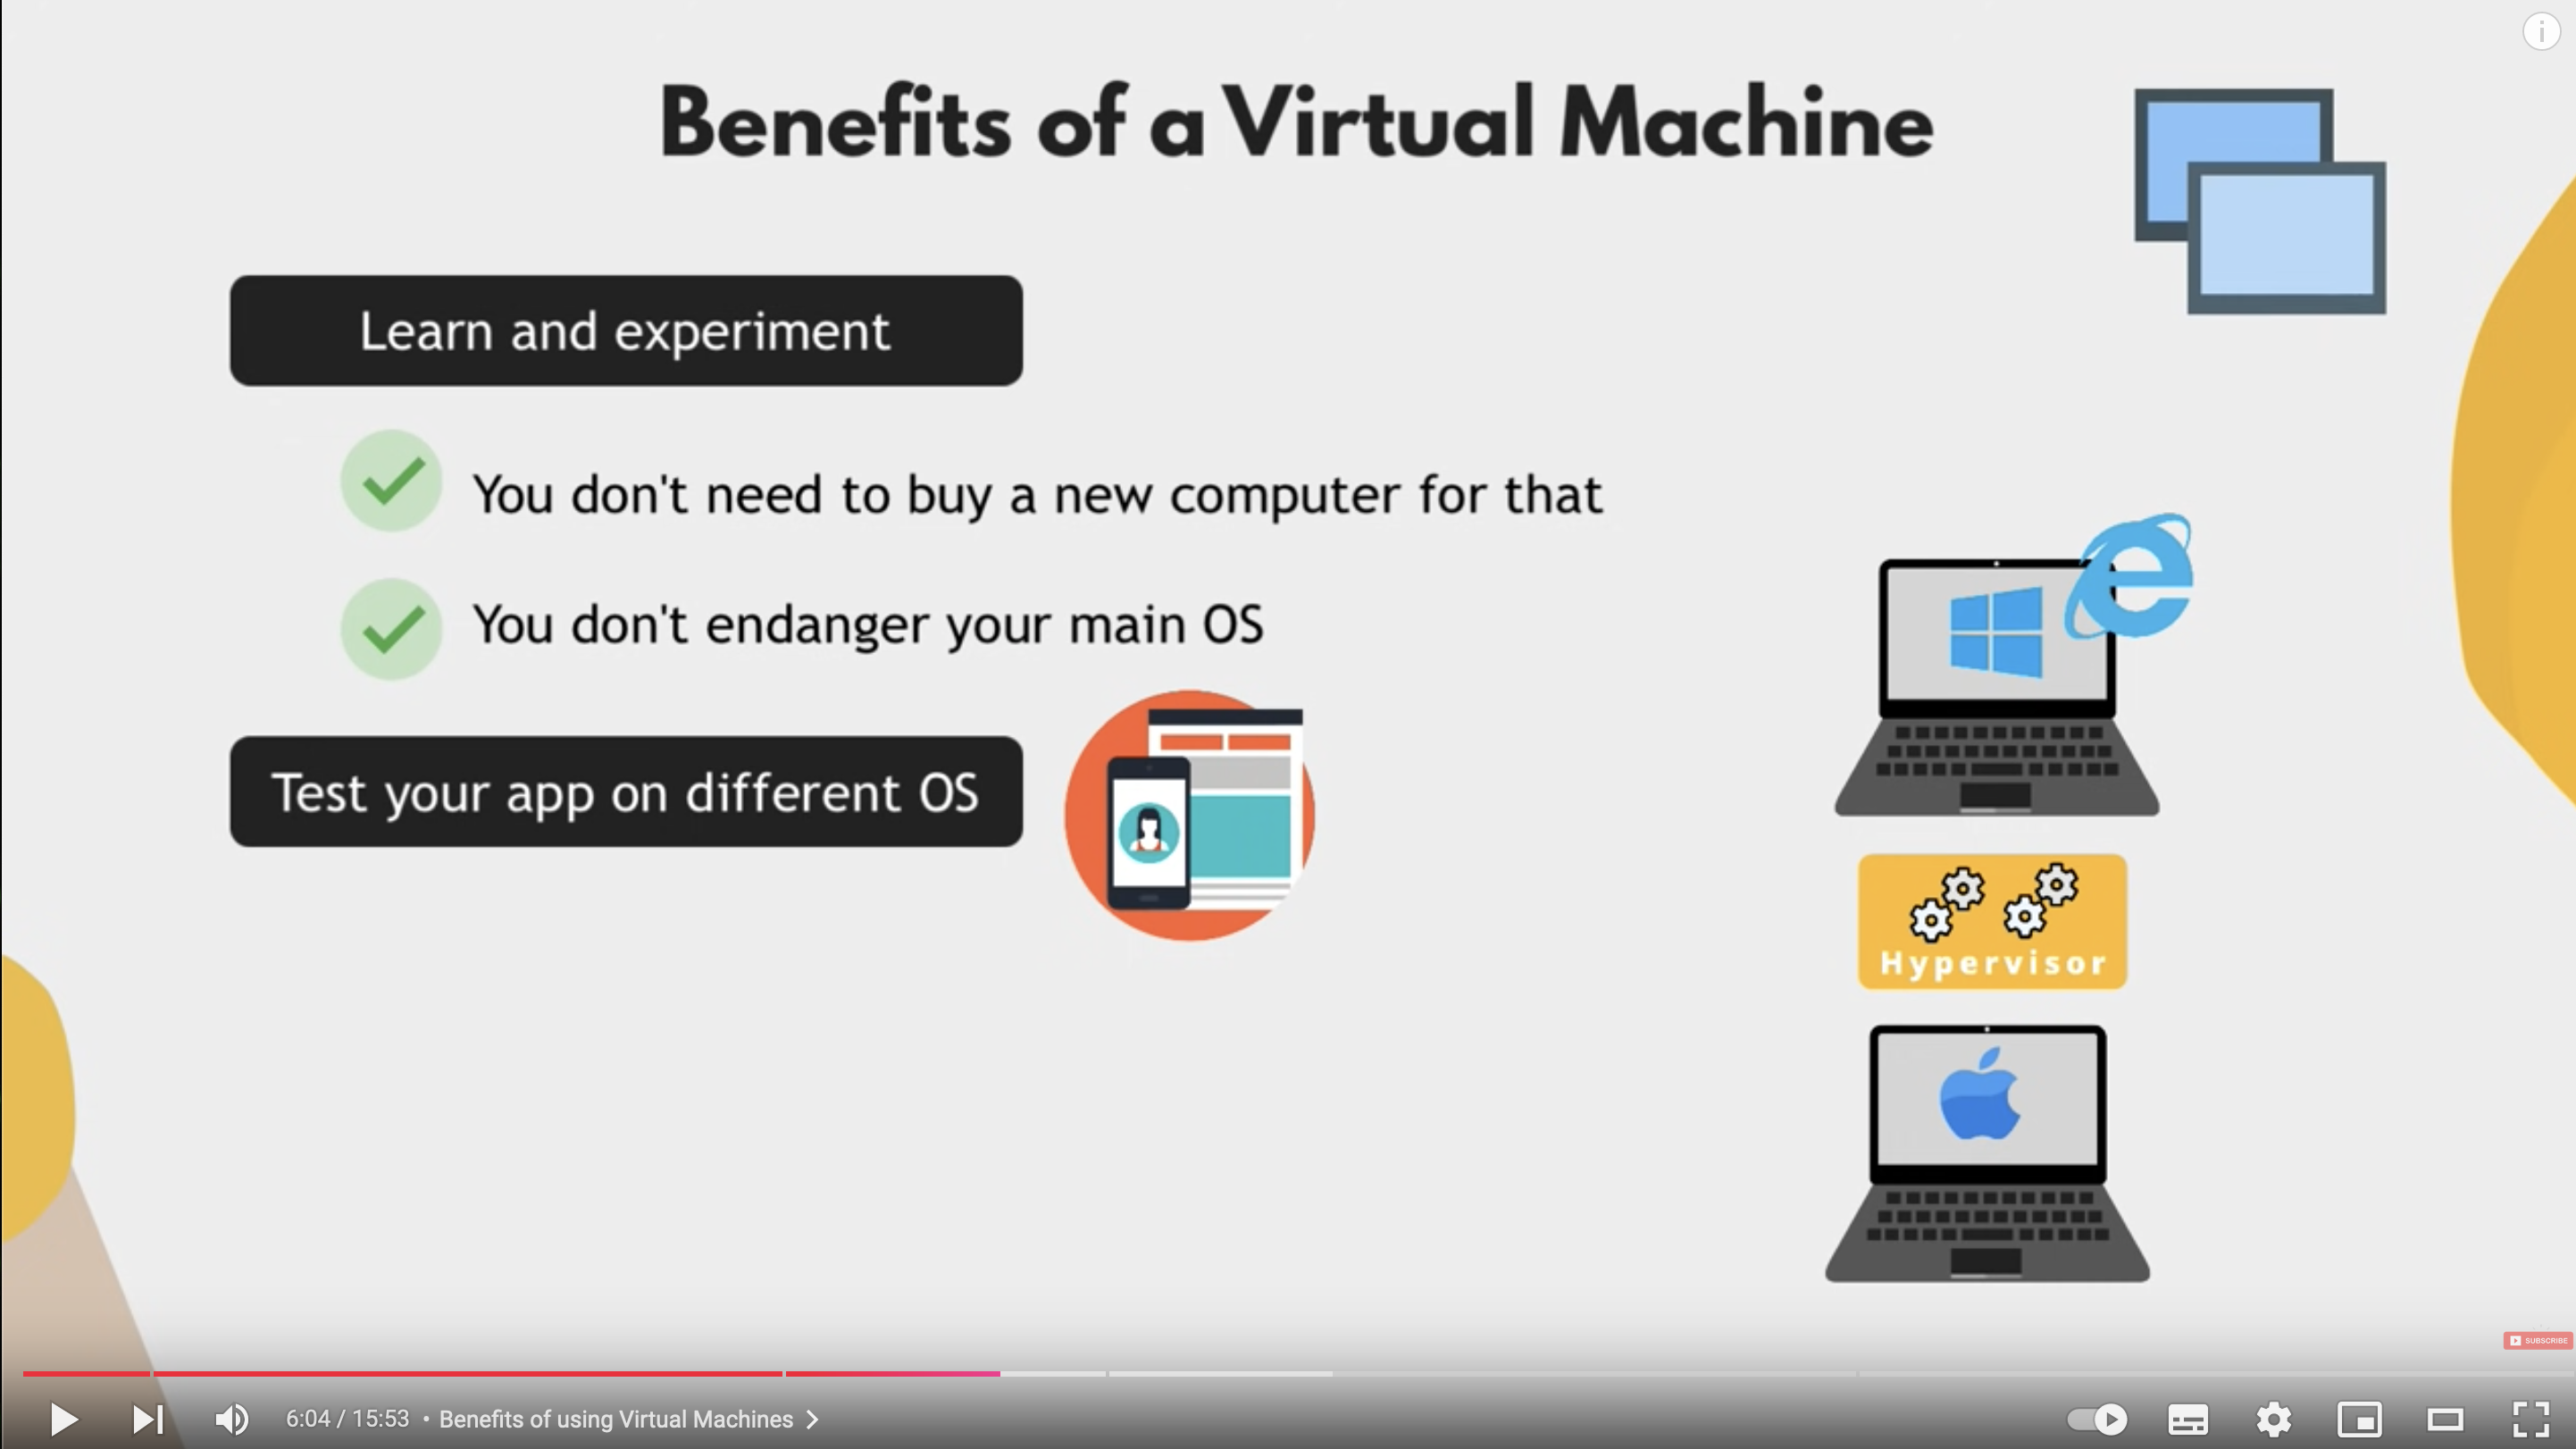 Benefits of a Virtual Machine
Learn and experiment
You don't need to buy a new computer for that
You don't endanger your main OS
Test your app on different OS
Hypervisor
SUBSCRIBE
6:04 / 15:53 • Benefits of using Virtual Machines